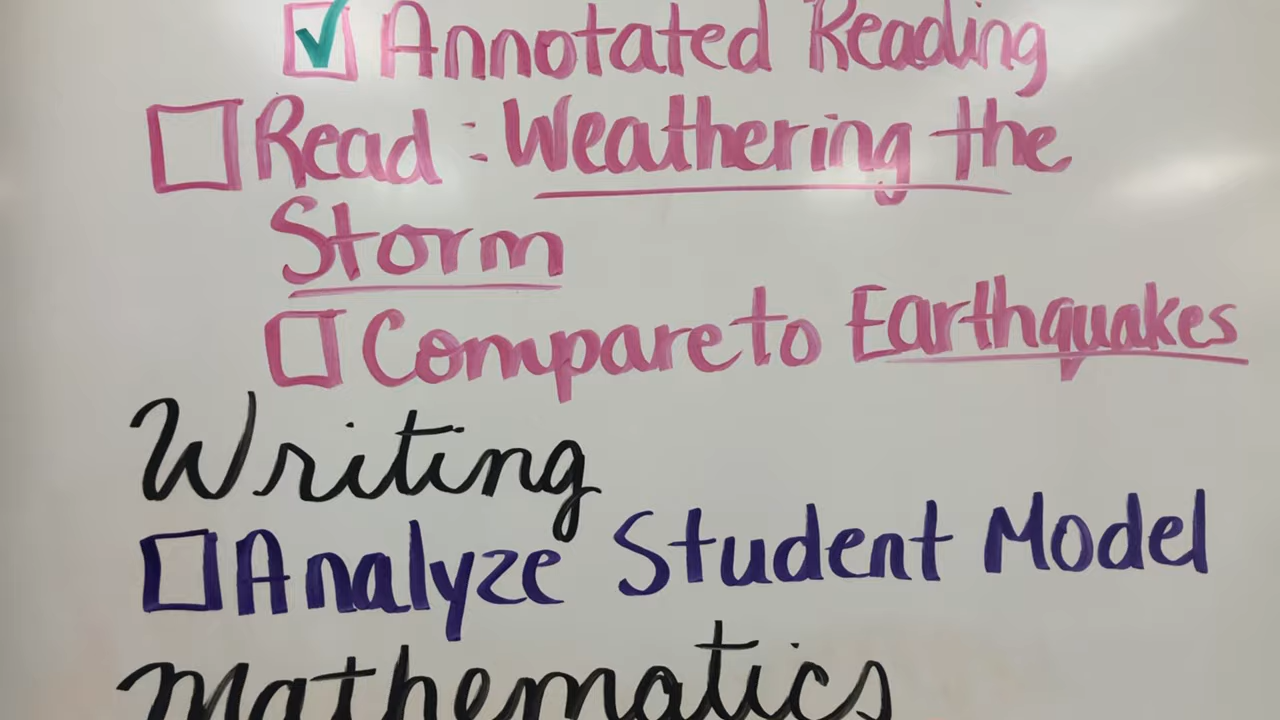 Annotated Reading
Read : Weathering the
Storm
Compare to Earthquakes
Writing
Analyze Student Model
Mathematics